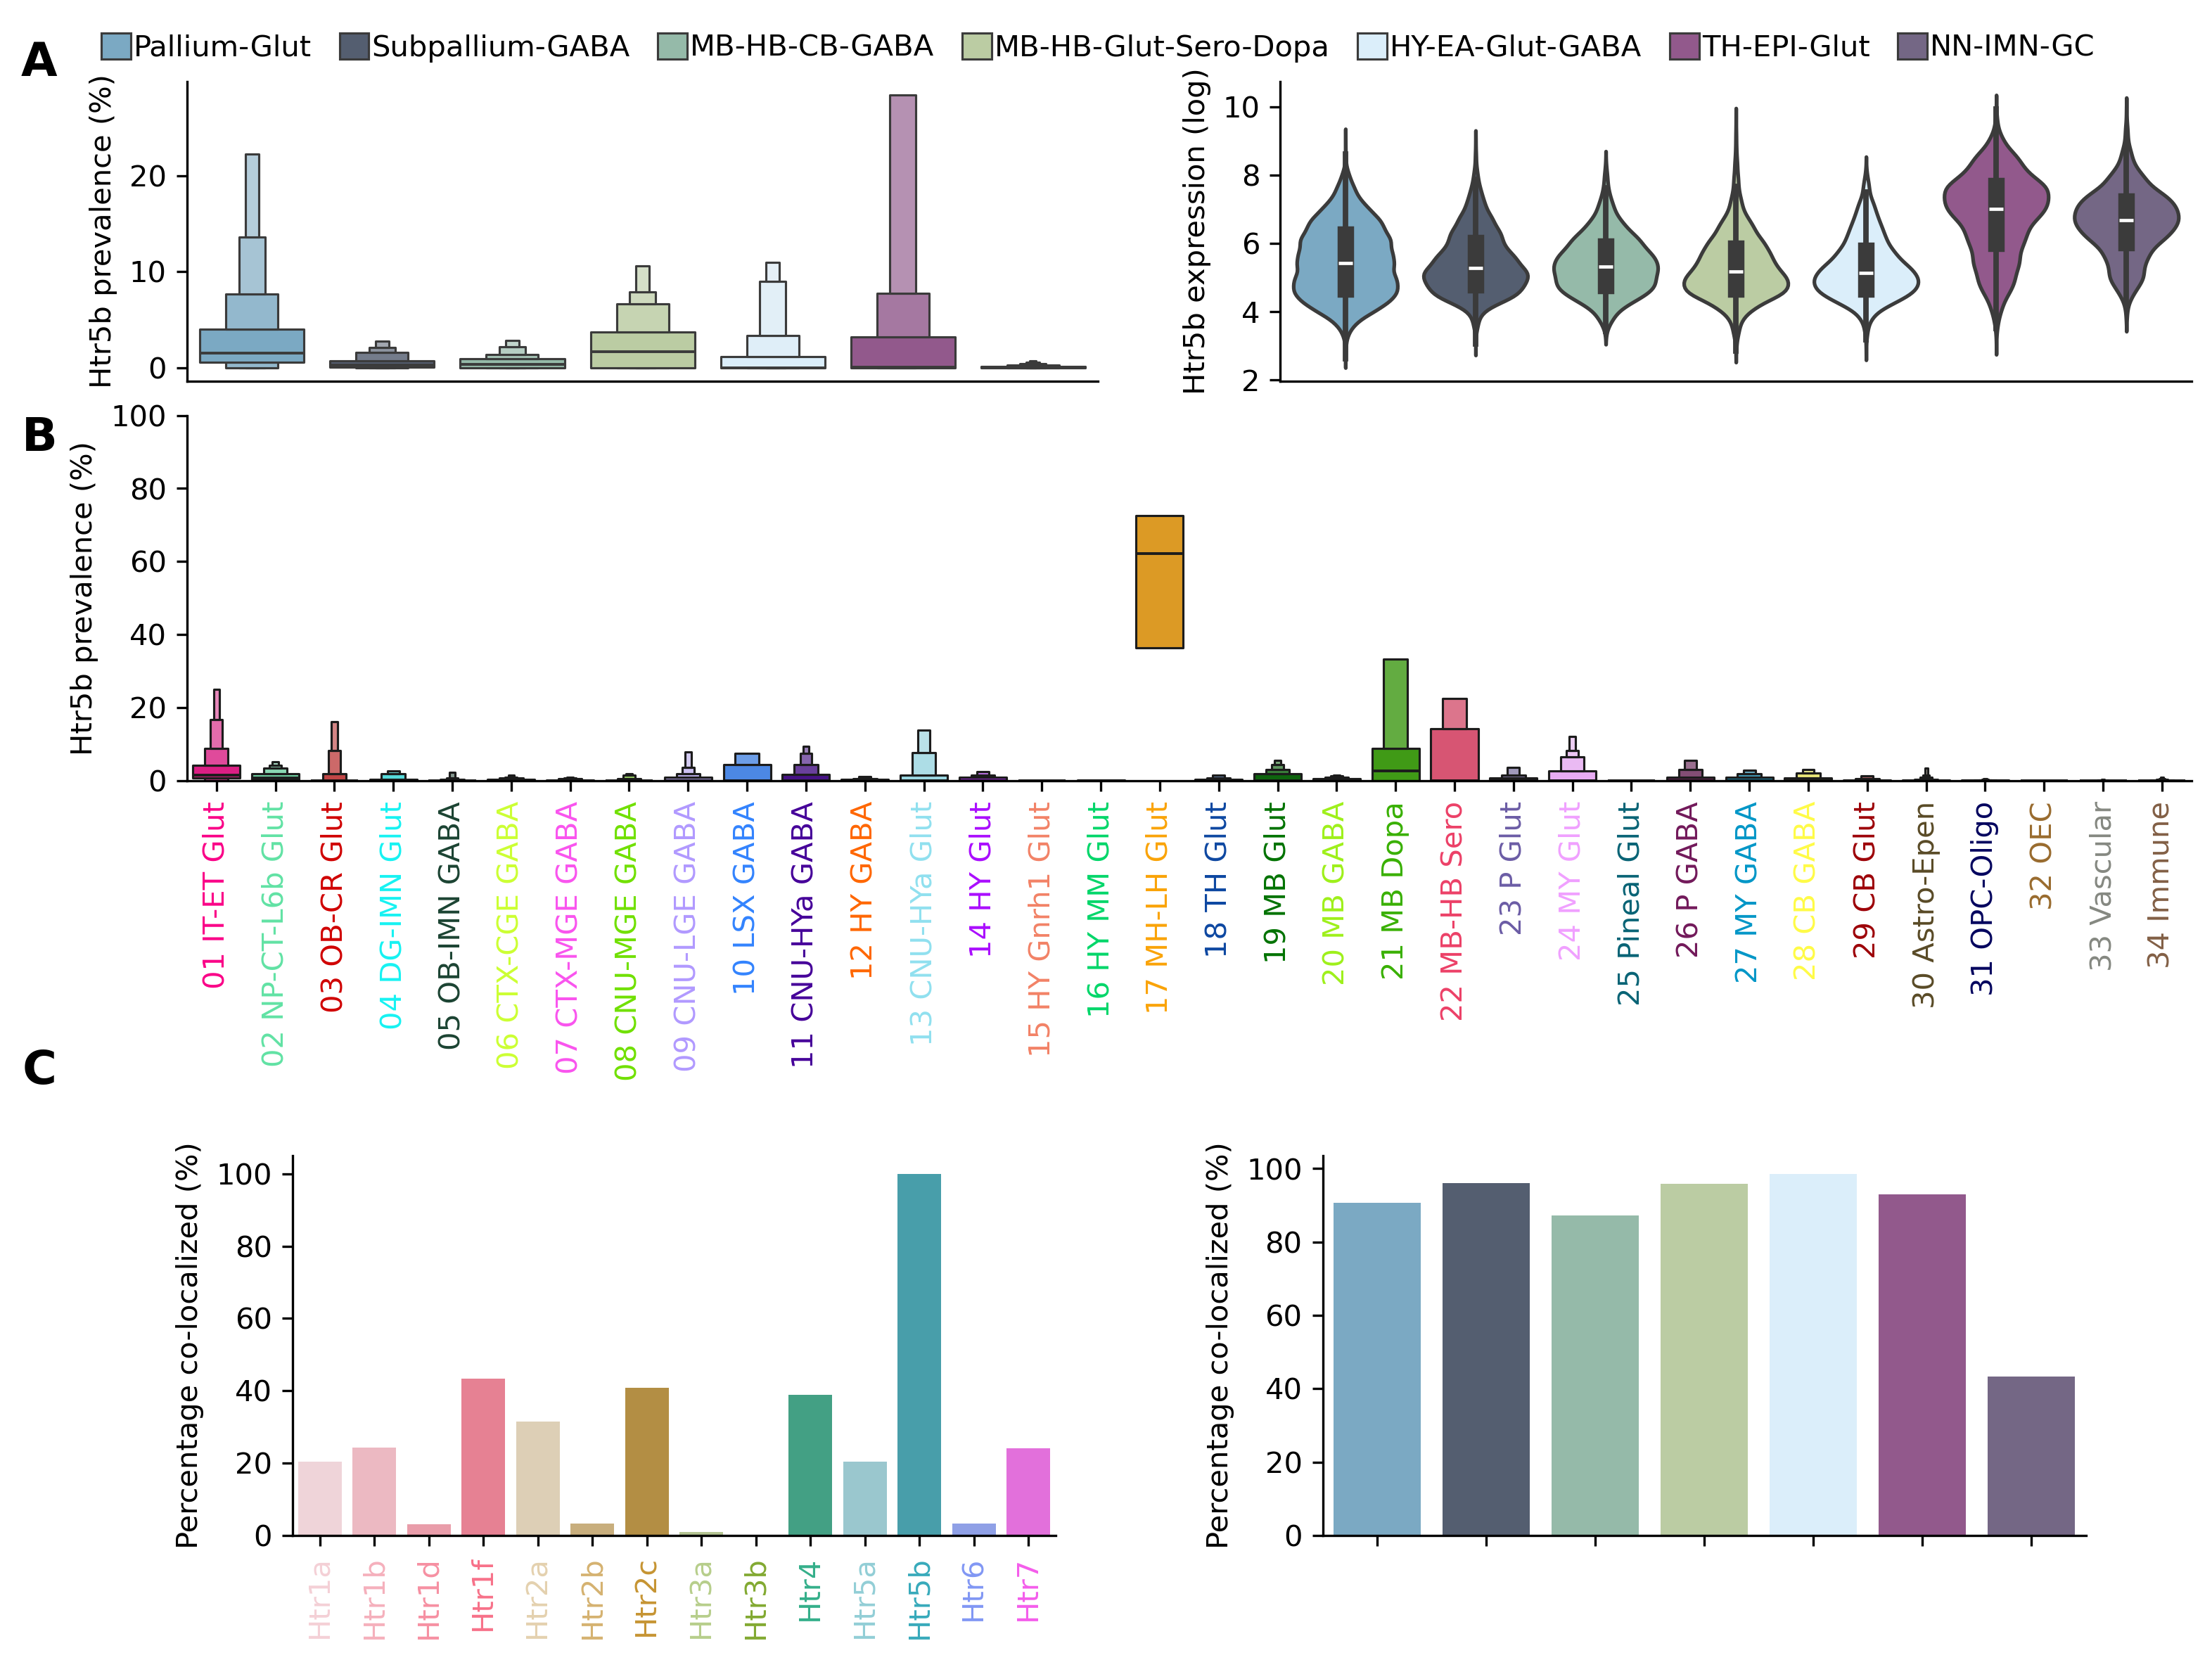 A
Pallium-Glut
Subpallium-GABA
MB-HB-CB-GABA
MB-HB-Glut-Sero-Dopa
HY-EA-Glut-GABA
TH-EPI-Glut
NN-IMN-GC
Htr5b prevalence (%)
20
10
0
Htr5b expression (log)
10
8
6
4
2
B
Htr5b prevalence (%)
100
80
60
40
20
0
01 IT-ET Glut
02 NP-CT-L6b Glut
03 OB-CR Glut
04 DG-IMN Glut
05 OB-IMN GABA
06 CTX-CGE GABA
07 CTX-MGE GABA
08 CNU-MGE GABA
09 CNU-LGE GABA
10 LSX GABA
11 CNU-HYa GABA
12 HY GABA
13 CNU-HYa Glut
14 HY Glut
15 HY Gnrh1 Glut
16 HY MM Glut
17 MH-LH Glut
18 TH Glut
19 MB Glut
20 MB GABA
21 MB Dopa
22 MB-HB Sero
23 P Glut
24 MY Glut
25 Pineal Glut
26 P GABA
27 MY GABA
28 CB GABA
29 CB Glut
30 Astro-Epen
31 OPC-Oligo
32 OEC
33 Vascular
34 Immune
C
Percentage co-localized (%)
100
80
60
40
20
0
Htr1a
Htr1b
Htr1d
Htr1f
Htr2a
Htr2b
Htr2c
Htr3a
Htr3b
Htr4
Htr5a
Htr5b
Htr6
Htr7
Percentage co-localized (%)
100
80
60
40
20
0